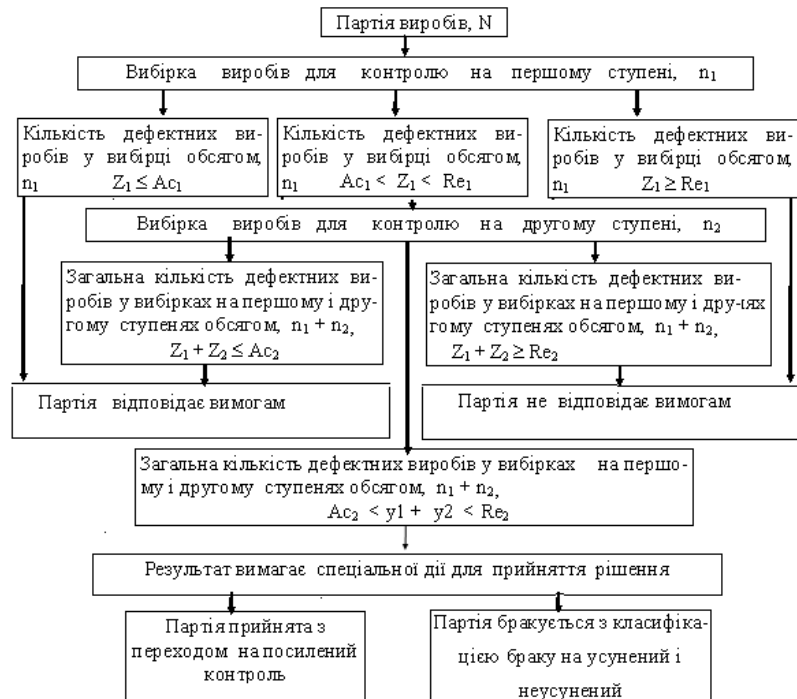 Партія виробів, N
Вибірка виробів для контролю на першому ступені, n₁
Кількість дефектних ви-
робів у вибірці обсягом,
n₁ Z₁ ≤ Ac₁
Кількість дефектних ви-
робів у вибірці обсягом,
n₁ Ac₁ < Z₁ < Re₁
Кількість дефектних ви-
робів у вибірці обсягом,
n₁ Z₁ ≥ Re₁
Вибірка виробів для контролю на другому ступені, n₂
Загальна кількість дефектних ви-
робів у вибірках на першому і дру-
гому ступенях обсягом, n₁ + n₂,
Z₁ + Z₂ ≤ Ac₂
Загальна кількість дефектних ви-
робів у вибірках на першому і дру-іях
гому ступенях обсягом, n₁ + n₂,
Z₁ + Z₂ ≥ Re₂
Партія відповідає вимогам
Партія не відповідає вимогам
Загальна кількість дефектних виробів у вибірках на першо-
му і другому ступенях обсягом, n₁ + n₂,
Ac₂ < y1 + y2 < Re₂
Результат вимагає спеціальної дії для прийняття рішення
Партія прийнята з
переходом на посилений
контроль
Партія бракується з класифіка-
цією браку на усунений і
неусунений